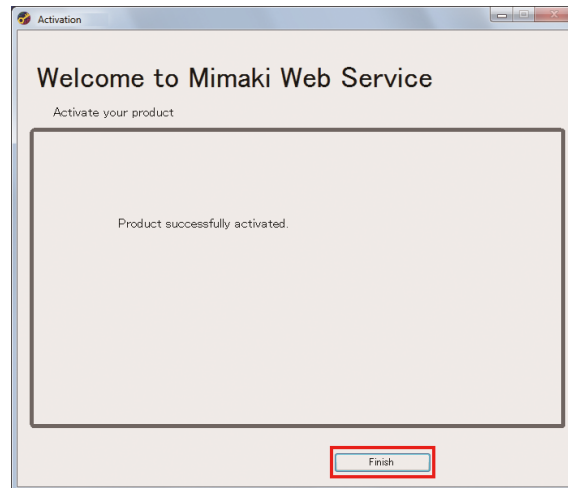 Activation
Welcome to Mimaki Web Service
Activate your product
Product successfully activated.
Finish